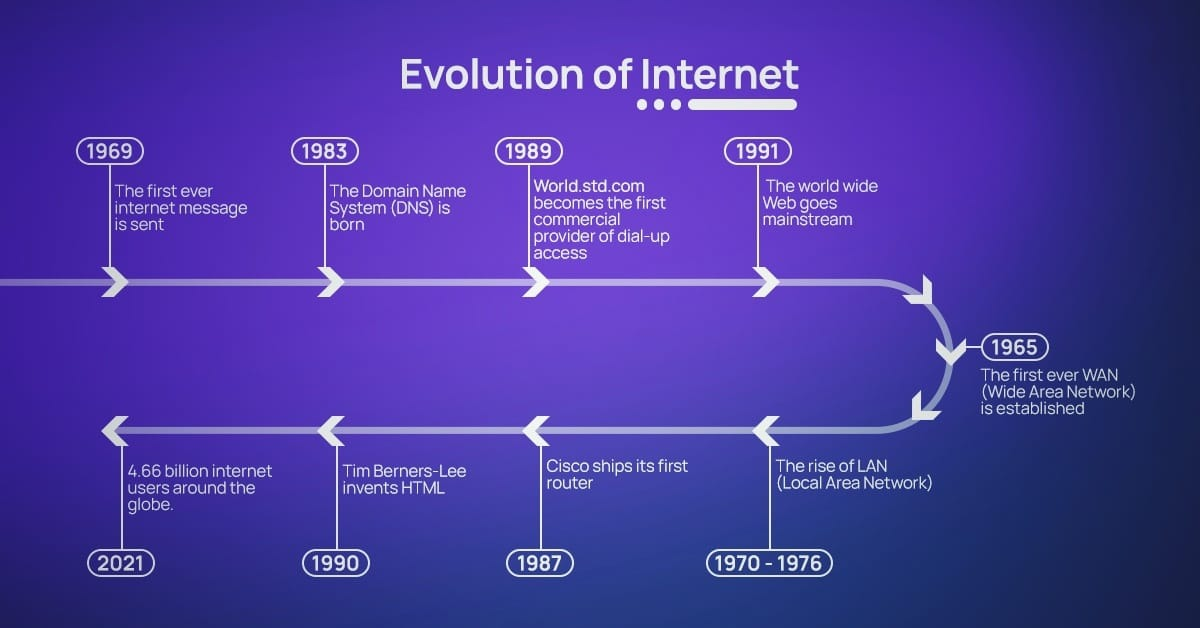 Evolution of Internet
1969
The first ever
internet message
is sent
1983
The Domain Name
System (DNS) is
born
1989
World.std.com
becomes the first
commercial
provider of dial-up
access
1991
The world wide
Web goes
mainstream
1965
The first ever WAN
(Wide Area Network)
is established
The rise of LAN
(Local Area Network)
1970 - 1976
Cisco ships its first
router
1987
Tim Berners-Lee
invents HTML
1990
4.66 billion internet
users around the
globe.
2021